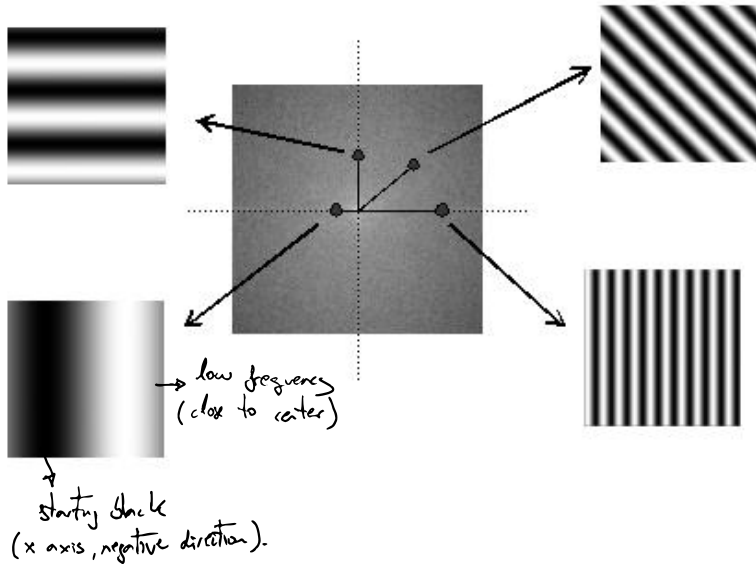 low frequency
(close to center)
starting black
(x axis, negative direction).